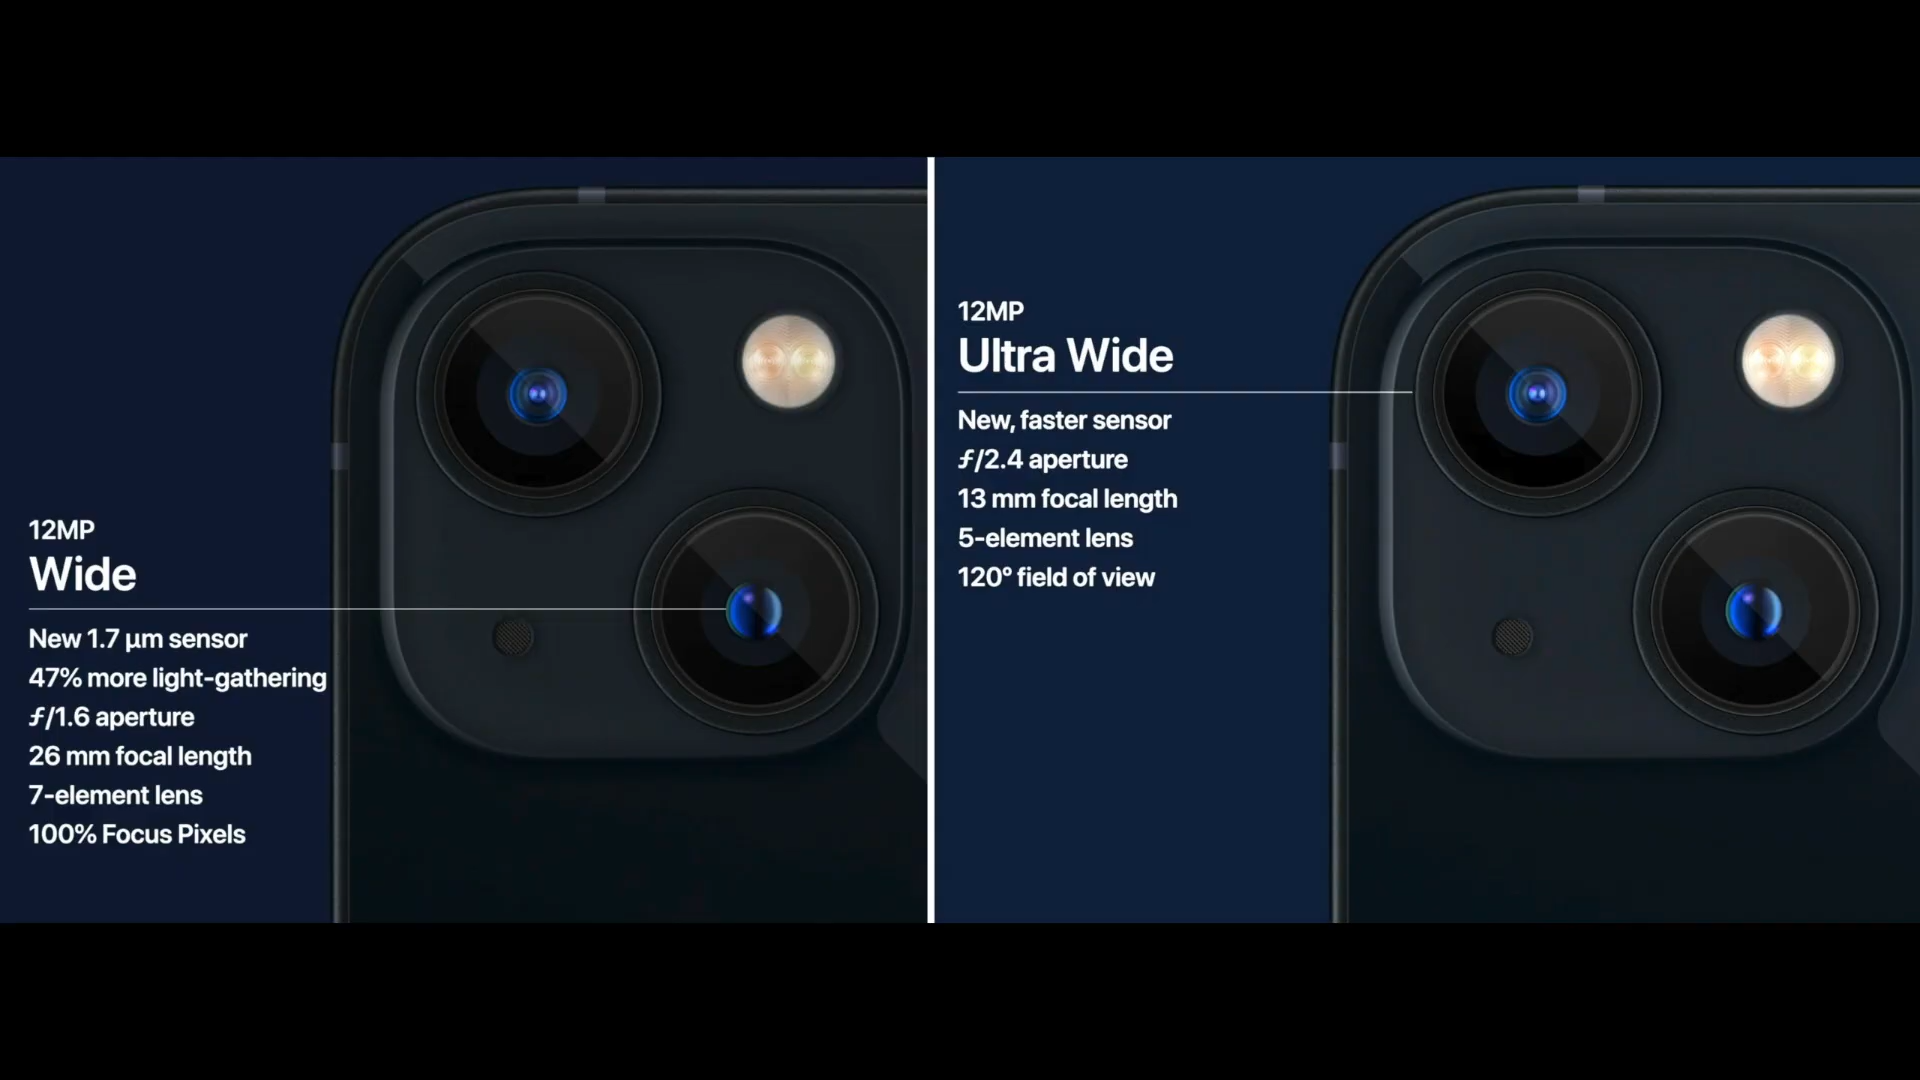 12MP
Wide
New 1.7 µm sensor
47% more light-gathering
ƒ/1.6 aperture
26 mm focal length
7-element lens
100% Focus Pixels
12MP
Ultra Wide
New, faster sensor
ƒ/2.4 aperture
13 mm focal length
5-element lens
120° field of view